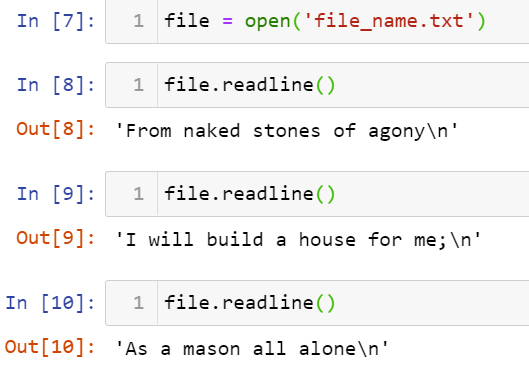 In [7]: 1 file = open('file_name.txt')
In [8]: 1 file.readline()
Out[8]: 'From naked stones of agony\n'
In [9]: 1 file.readline()
Out[9]: 'I will build a house for me;\n'
In [10]: 1 file.readline()
Out[10]: 'As a mason all alone\n'